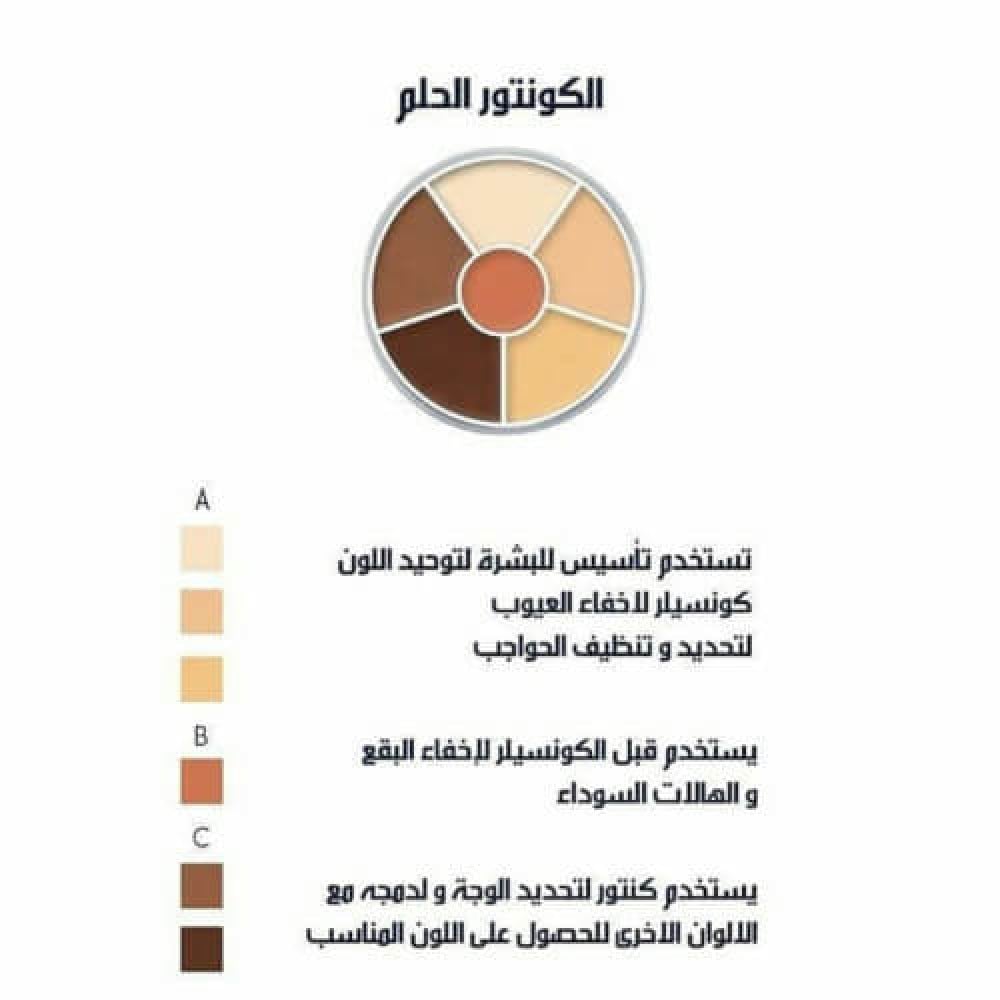 الكونتور الحلم
A
تستخدم تأسيس للبشرة لتوحيد اللون
كونسيلر لاخفاء العيوب
لتحديد و تنظيف الحواجب
B
يستخدم قبل الكونسيلر لإخفاء البقع
و الهالات السوداء
C
يستخدم كنتور لتحديد الوجة و لدمجه مع
الالوان الاخرى للحصول على اللون المناسب